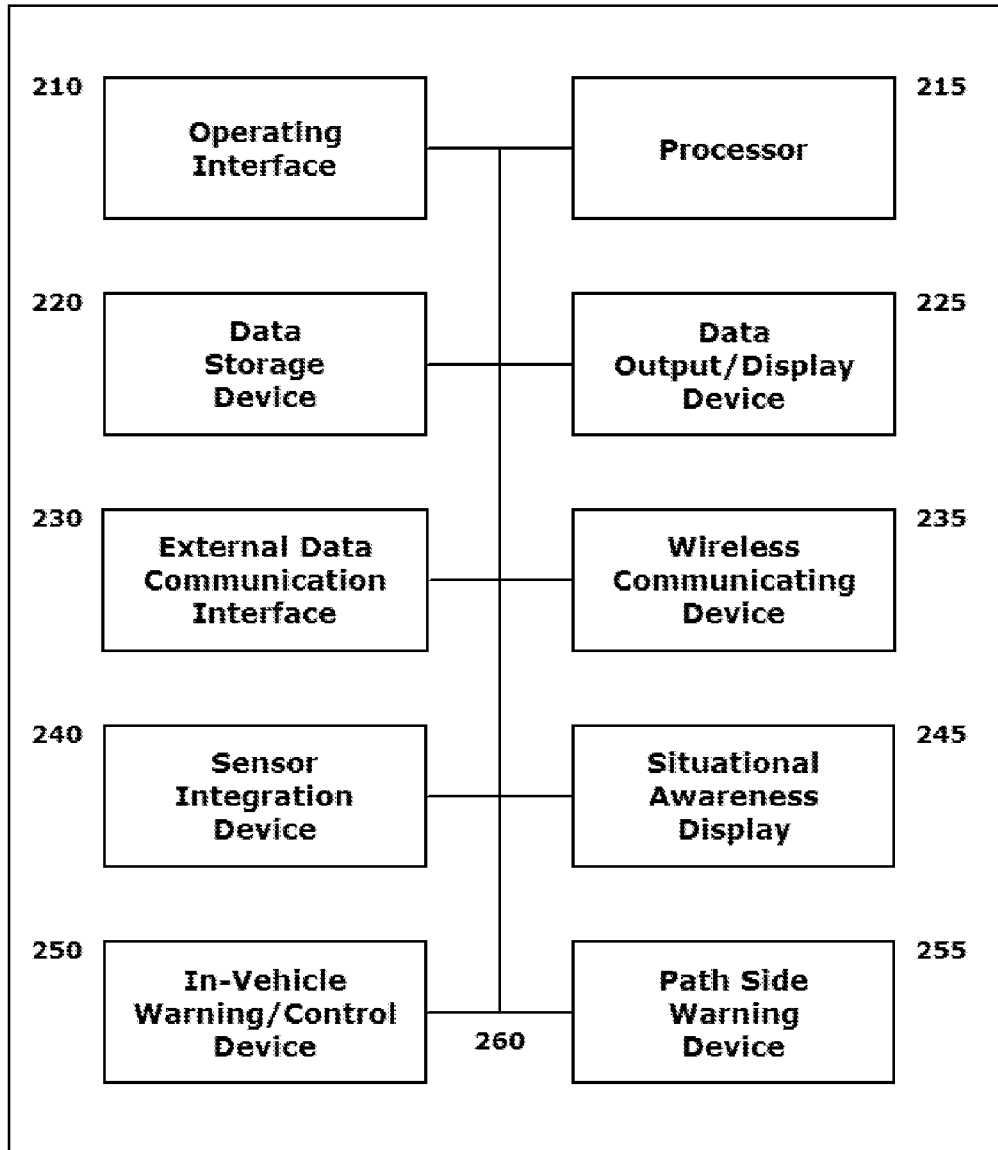 210
Operating
Interface
215
Processor
220
Data
Storage
Device
225
Data
Output/Display
Device
230
External Data
Communication
Interface
235
Wireless
Communicating
Device
240
Sensor
Integration
Device
245
Situational
Awareness
Display
250
In-Vehicle
Warning/Control
Device
255
Path Side
Warning
Device
260